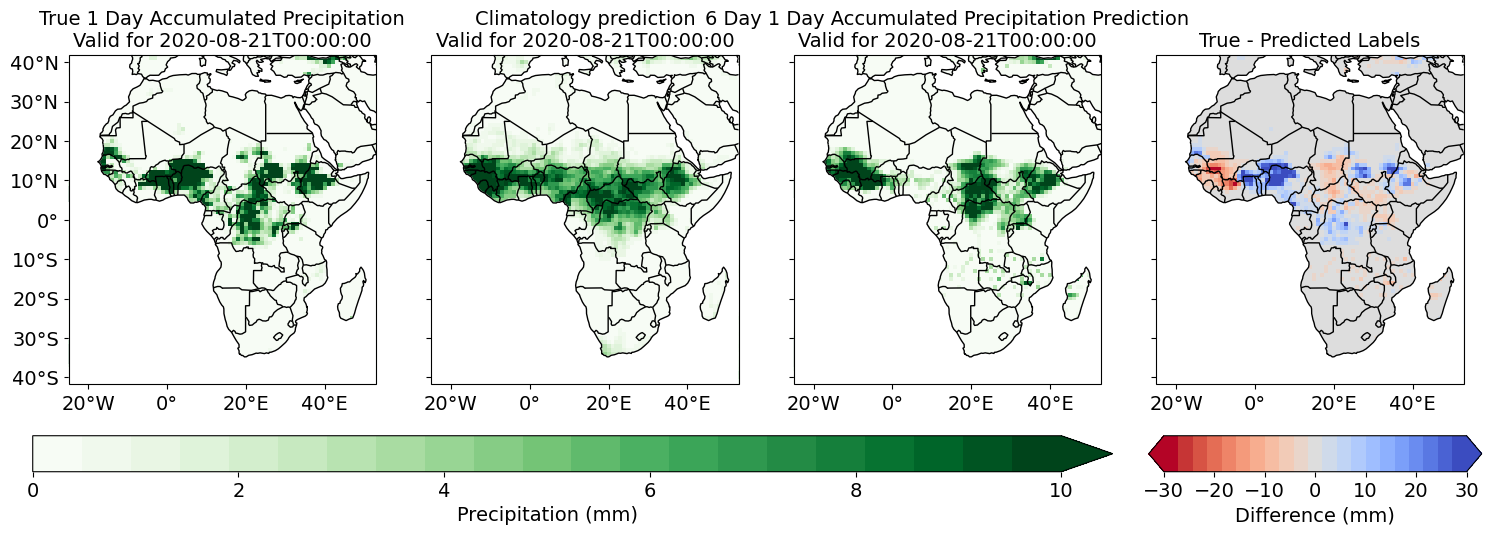 True 1 Day Accumulated Precipitation
Valid for 2020-08-21T00:00:00
Climatology prediction
Valid for 2020-08-21T00:00:00
6 Day 1 Day Accumulated Precipitation Prediction
Valid for 2020-08-21T00:00:00
True - Predicted Labels
40°N
30°N
20°N
10°N
0°
10°S
20°S
30°S
40°S
20°W 0° 20°E 40°E
20°W 0° 20°E 40°E
20°W 0° 20°E 40°E
20°W 0° 20°E 40°E
0 2 4 6 8 10
Precipitation (mm)
−30 −20 −10 0 10 20 30
Difference (mm)